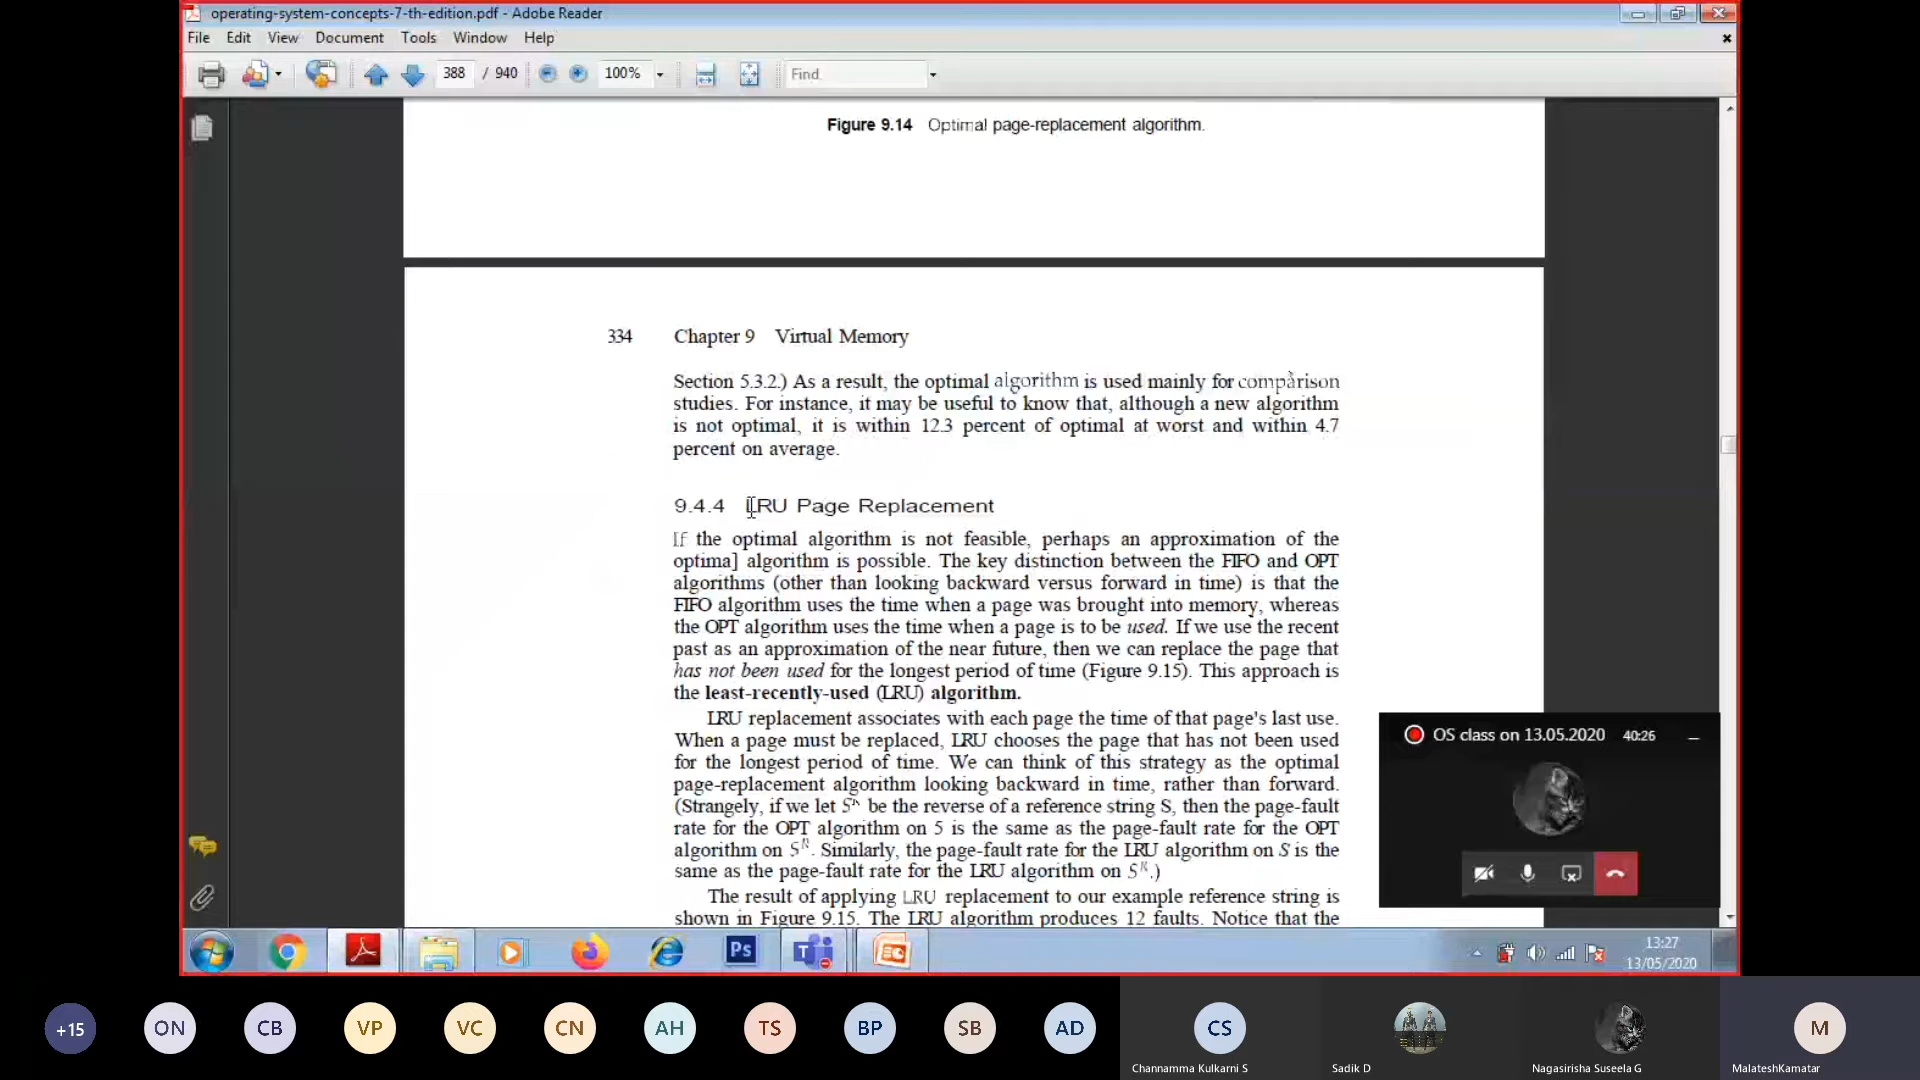 operating-system-concepts-7-th-edition.pdf - Adobe Reader
File Edit View Document Tools Window Help
388 / 940 100% Find
Figure 9.14 Optimal page-replacement algorithm.
334 Chapter 9 Virtual Memory
Section 5.3.2.) As a result, the optimal algorithm is used mainly for comparison
studies. For instance, it may be useful to know that, although a new algorithm
is not optimal, it is within 12.3 percent of optimal at worst and within 4.7
percent on average.
9.4.4 LRU Page Replacement
If the optimal algorithm is not feasible, perhaps an approximation of the
optima] algorithm is possible. The key distinction between the FIFO and OPT
algorithms (other than looking backward versus forward in time) is that the
FIFO algorithm uses the time when a page was brought into memory, whereas
the OPT algorithm uses the time when a page is to be used. If we use the recent
past as an approximation of the near future, then we can replace the page that
has not been used for the longest period of time (Figure 9.15). This approach is
the least-recently-used (LRU) algorithm.
LRU replacement associates with each page the time of that page's last use.
When a page must be replaced, LRU chooses the page that has not been used
for the longest period of time. We can think of this strategy as the optimal
page-replacement algorithm looking backward in time, rather than forward.
(Strangely, if we let S^R be the reverse of a reference string S, then the page-fault
rate for the OPT algorithm on 5 is the same as the page-fault rate for the OPT
algorithm on S^R. Similarly, the page-fault rate for the LRU algorithm on S is the
same as the page-fault rate for the LRU algorithm on S^R.)
The result of applying LRU replacement to our example reference string is
shown in Figure 9.15. The LRU algorithm produces 12 faults. Notice that the
OS class on 13.05.2020 40:26
Ps
13:27
13/05/2020
+15 ON CB VP VC CN AH TS BP SB AD CS M
Channamma Kulkarni S Sadik D Nagasirisha Suseela G MalateshKamatar